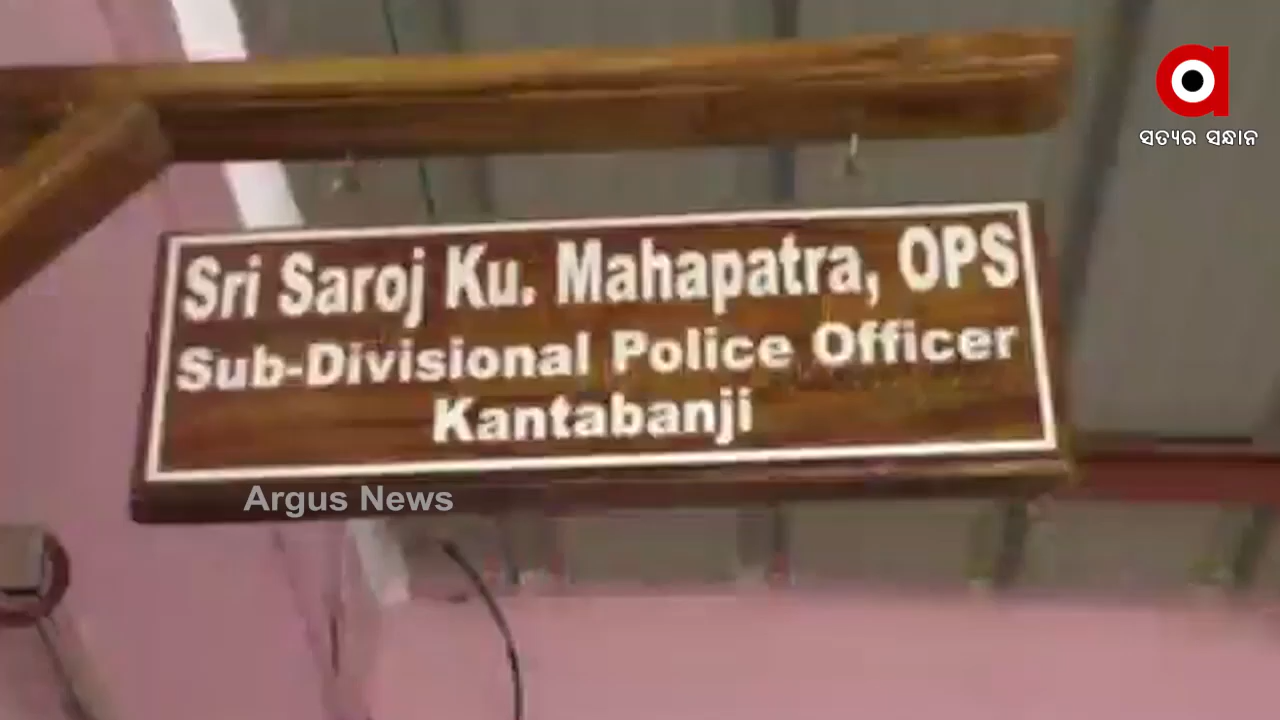 ସତ୍ୟର ସନ୍ଧାନ
Sri Saroj Ku. Mahapatra, OPS
Sub-Divisional Police Officer
Kantabanji
Argus News